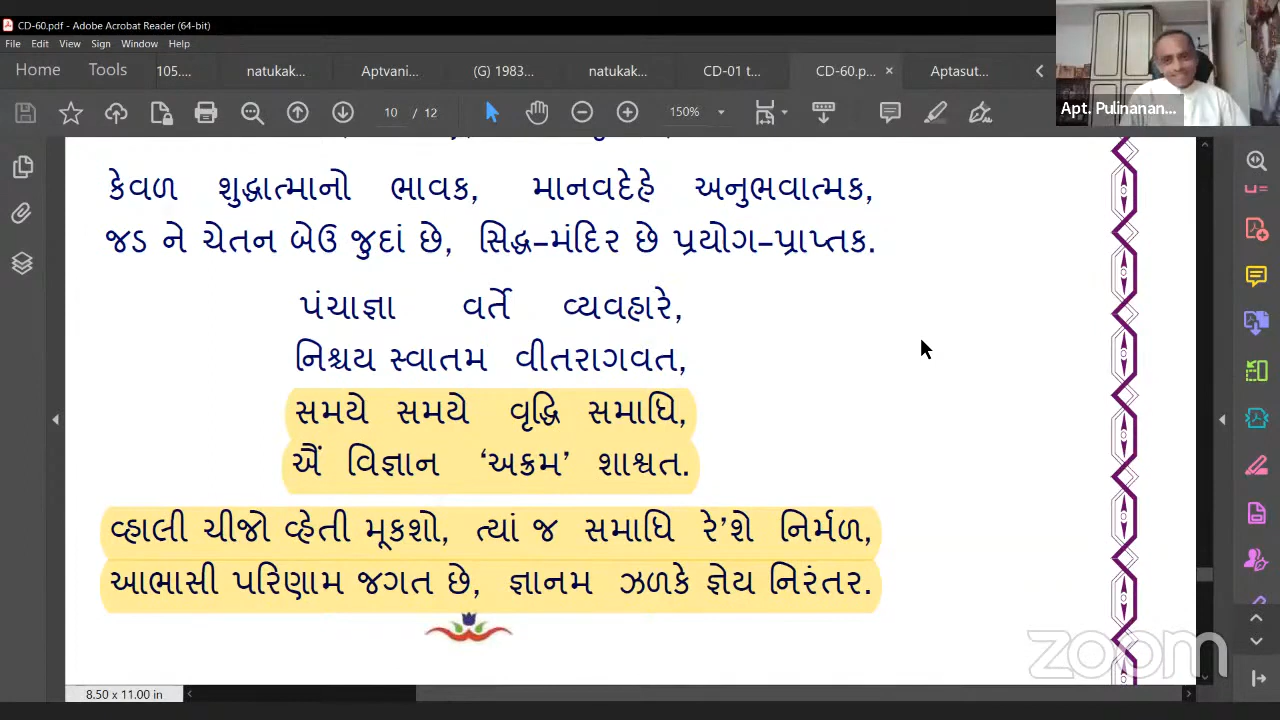 CD-60.pdf - Adobe Acrobat Reader (64-bit)
File Edit View Sign Window Help
Home Tools 105.... natukak... Aptvani... (G) 1983... natukak... CD-01 t... CD-60.p... × Aptasut...
Apt. Pulinanan...
10 / 12 150%
કેવળ શુદ્ધાત્માનો ભાવક, માનવદેહે અનુભવાત્મક,
જડ ને ચેતન બેઉ જુદાં છે, સિદ્ધ-મંદિર છે પ્રયોગ-પ્રાપ્તક.
પંચાજ્ઞા વર્તે વ્યવહારે,
નિશ્ચય સ્વાતમ વીતરાગવત,
સમયે સમયે વૃદ્ધિ સમાધિ,
ઐં વિજ્ઞાન ‘અક્રમ’ શાશ્વત.
વ્હાલી ચીજો વ્હેતી મૂકશો, ત્યાં જ સમાધિ રે’શે નિર્મળ,
આભાસી પરિણામ જગત છે, જ્ઞાનમ ઝળકે જ્ઞેય નિરંતર.
zoom
8.50 x 11.00 in